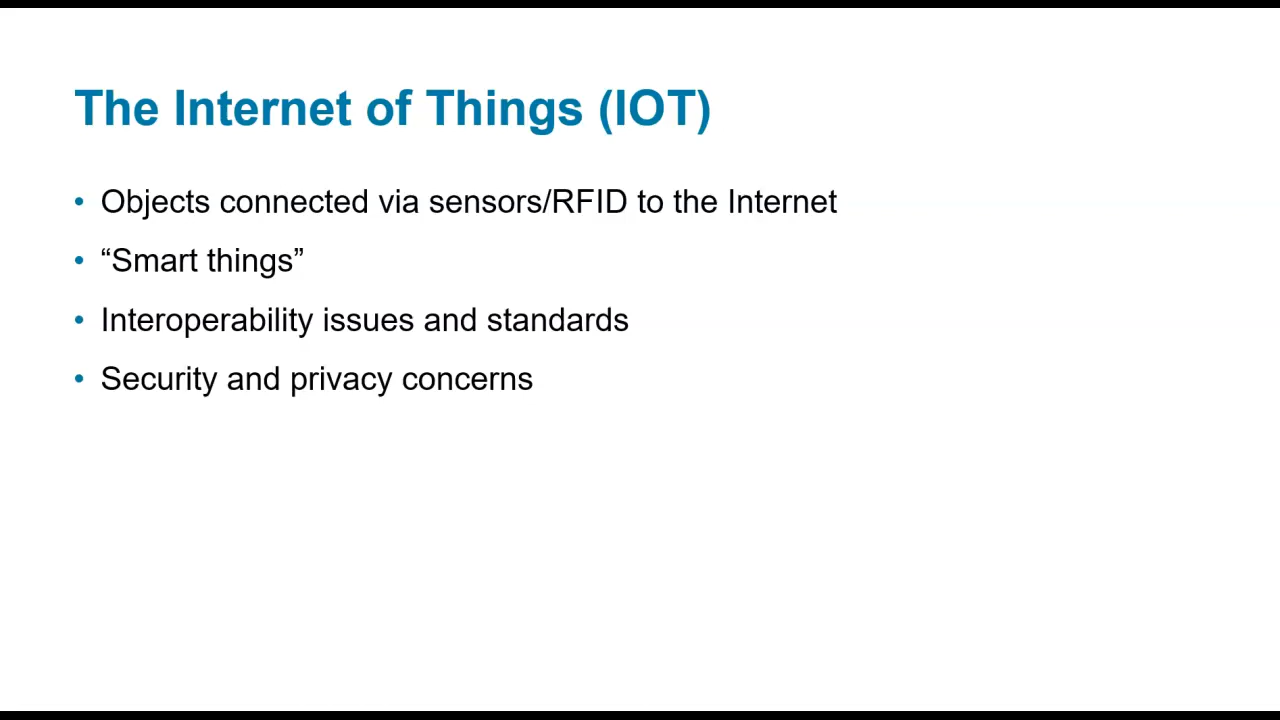 The Internet of Things (IOT)
• Objects connected via sensors/RFID to the Internet
• “Smart things”
• Interoperability issues and standards
• Security and privacy concerns